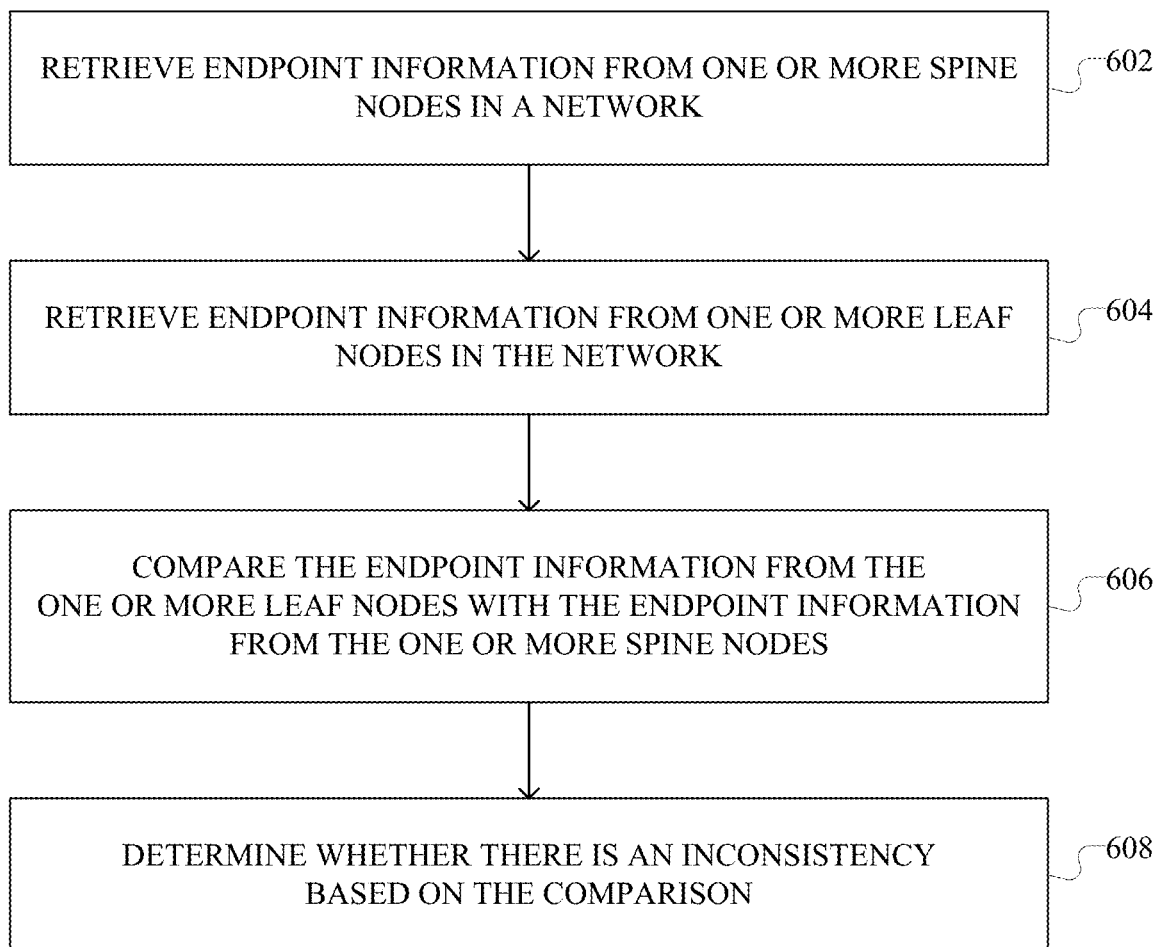 RETRIEVE ENDPOINT INFORMATION FROM ONE OR MORE SPINE
NODES IN A NETWORK
602
RETRIEVE ENDPOINT INFORMATION FROM ONE OR MORE LEAF
NODES IN THE NETWORK
604
COMPARE THE ENDPOINT INFORMATION FROM THE
ONE OR MORE LEAF NODES WITH THE ENDPOINT INFORMATION
FROM THE ONE OR MORE SPINE NODES
606
DETERMINE WHETHER THERE IS AN INCONSISTENCY
BASED ON THE COMPARISON
608